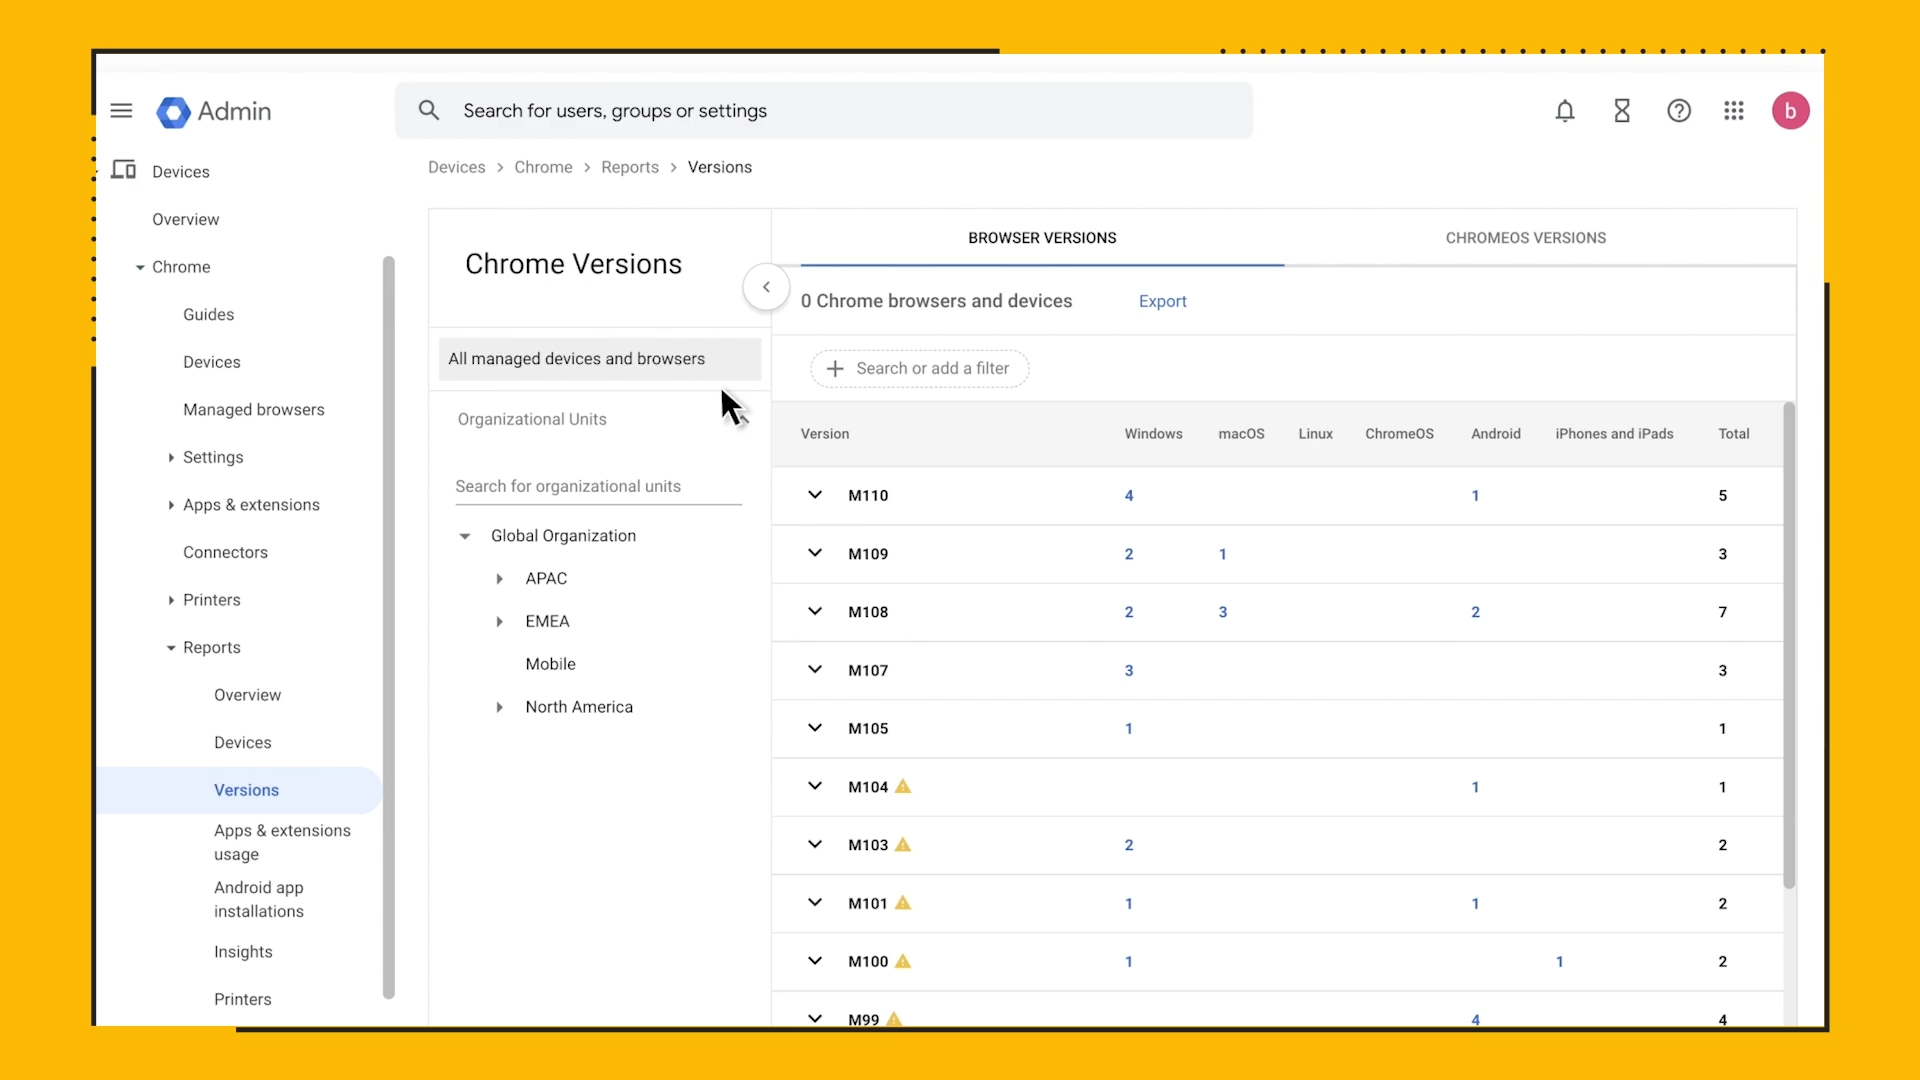 Admin
Search for users, groups or settings
b
Devices
Overview
Chrome
Guides
Devices
Managed browsers
Settings
Apps & extensions
Connectors
Printers
Reports
Overview
Devices
Versions
Apps & extensions
usage
Android app
installations
Insights
Printers
Devices > Chrome > Reports > Versions
Chrome Versions
All managed devices and browsers
Organizational Units
Search for organizational units
Global Organization
APAC
EMEA
Mobile
North America
BROWSER VERSIONS CHROMEOS VERSIONS
0 Chrome browsers and devices Export
Search or add a filter
Version Windows macOS Linux ChromeOS Android iPhones and iPads Total
M110 4 1 5
M109 2 1 3
M108 2 3 2 7
M107 3 3
M105 1 1
M104 1 1
M103 2 2
M101 1 1 2
M100 1 1 2
M99 4 4